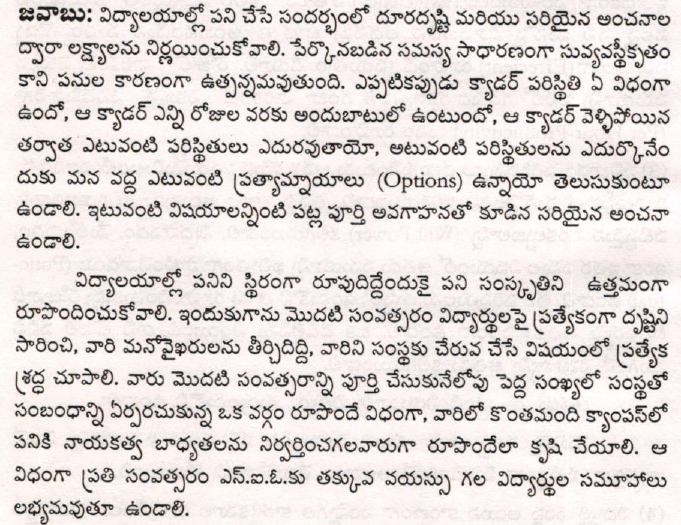 జవాబు: విద్యాలయాల్లో పని చేసే సందర్భంలో దూరదృష్టి మరియు సరియైన అంచనాల
ద్వారా లక్ష్యాలను నిర్ణయించుకోవాలి. పేర్కొనబడిన సమస్య సాధారణంగా సువ్యవస్థీకృతం
కాని పనుల కారణంగా ఉత్పన్నమవుతుంది. ఎప్పటికప్పుడు క్యాడర్ పరిస్థితి ఏ విధంగా
ఉందో, ఆ క్యాడర్ ఎన్ని రోజుల వరకు అందుబాటులో ఉంటుందో, ఆ క్యాడర్ వెళ్ళిపోయిన
తర్వాత ఎటువంటి పరిస్థితులు ఎదురవుతాయో, అటువంటి పరిస్థితులను ఎదుర్కొనేం
దుకు మన వద్ద ఎటువంటి ప్రత్యామ్నాయాలు (Options) ఉన్నాయో తెలుసుకుంటూ
ఉండాలి. ఇటువంటి విషయాలన్నింటి పట్ల పూర్తి అవగాహనతో కూడిన సరియైన అంచనా
ఉండాలి.
విద్యాలయాల్లో పనిని స్థిరంగా రూపుదిద్దేందుకై పని సంస్కృతిని ఉత్తమంగా
రూపొందించుకోవాలి. ఇందుకుగాను మొదటి సంవత్సరం విద్యార్థులపై ప్రత్యేకంగా దృష్టిని
సారించి, వారి మనోవైఖరులను తీర్చిదిద్ది, వారిని సంస్థకు చేరువ చేసే విషయంలో ప్రత్యేక
శ్రద్ధ చూపాలి. వారు మొదటి సంవత్సరాన్ని పూర్తి చేసుకునేలోపు పెద్ద సంఖ్యలో సంస్థతో
సంబంధాన్ని ఏర్పరచుకున్న ఒక వర్గం రూపొందే విధంగా, వారిలో కొంతమంది క్యాంపస్‌లో
పనికి నాయకత్వ బాధ్యతలను నిర్వర్తించగలవారుగా రూపొందేలా కృషి చేయాలి. ఆ
విధంగా ప్రతి సంవత్సరం ఎస్.ఐ.ఓ.కు తక్కువ వయస్సు గల విద్యార్థుల సమూహాలు
లభ్యమవుతూ ఉండాలి.